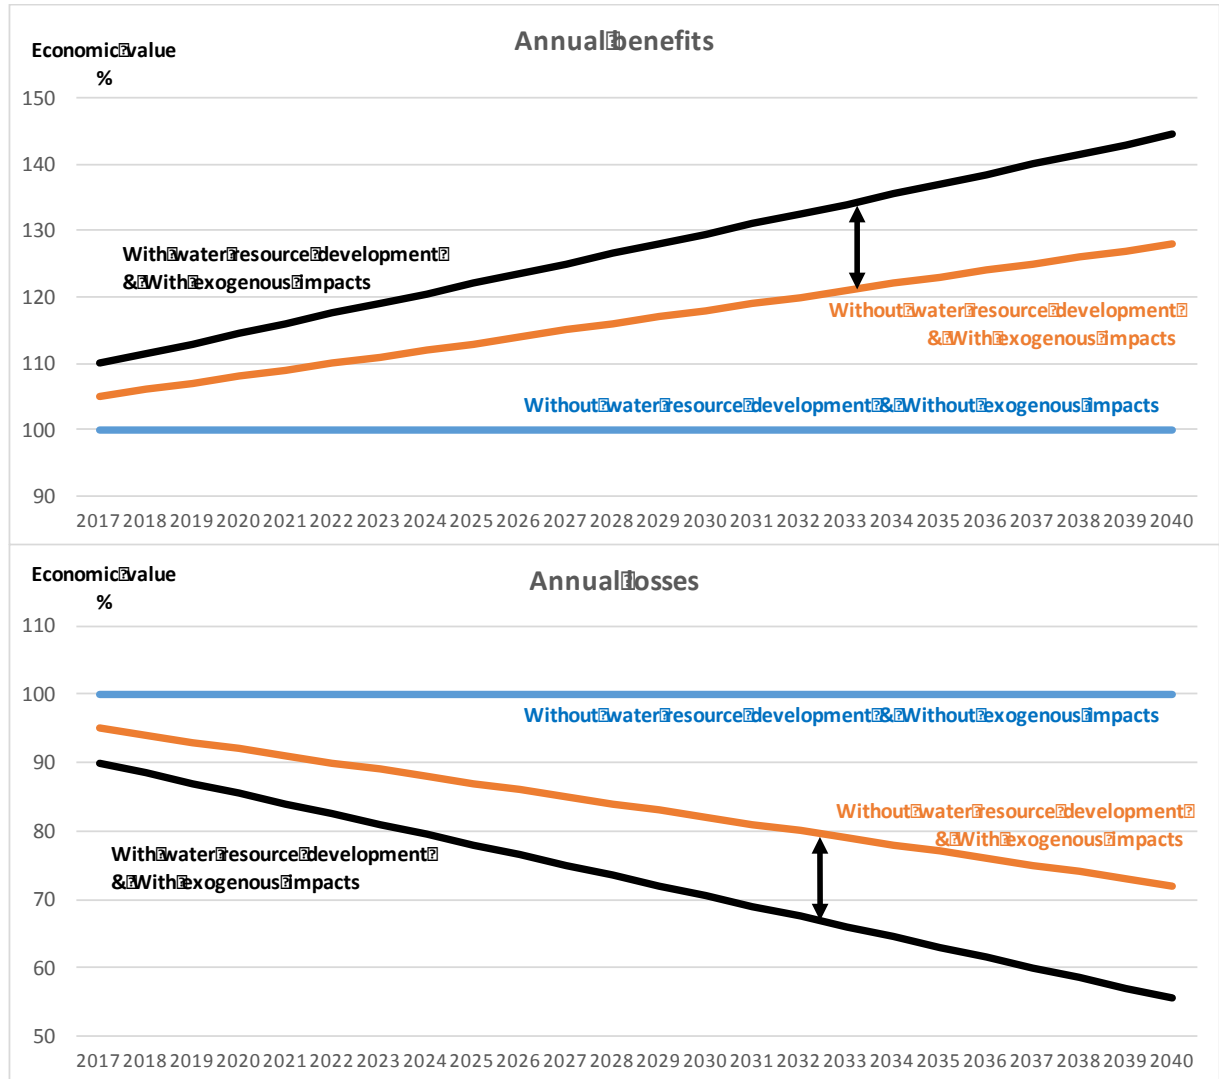 Annual benefits
Economic value
%
150
140
130
120
110
100
90
With water resource development
& With exogenous impacts
Without water resource development
& With exogenous impacts
Without water resource development & Without exogenous impacts
2017 2018 2019 2020 2021 2022 2023 2024 2025 2026 2027 2028 2029 2030 2031 2032 2033 2034 2035 2036 2037 2038 2039 2040
Annual losses
Economic value
%
110
100
90
80
70
60
50
Without water resource development & Without exogenous impacts
Without water resource development
& With exogenous impacts
With water resource development
& With exogenous impacts
2017 2018 2019 2020 2021 2022 2023 2024 2025 2026 2027 2028 2029 2030 2031 2032 2033 2034 2035 2036 2037 2038 2039 2040